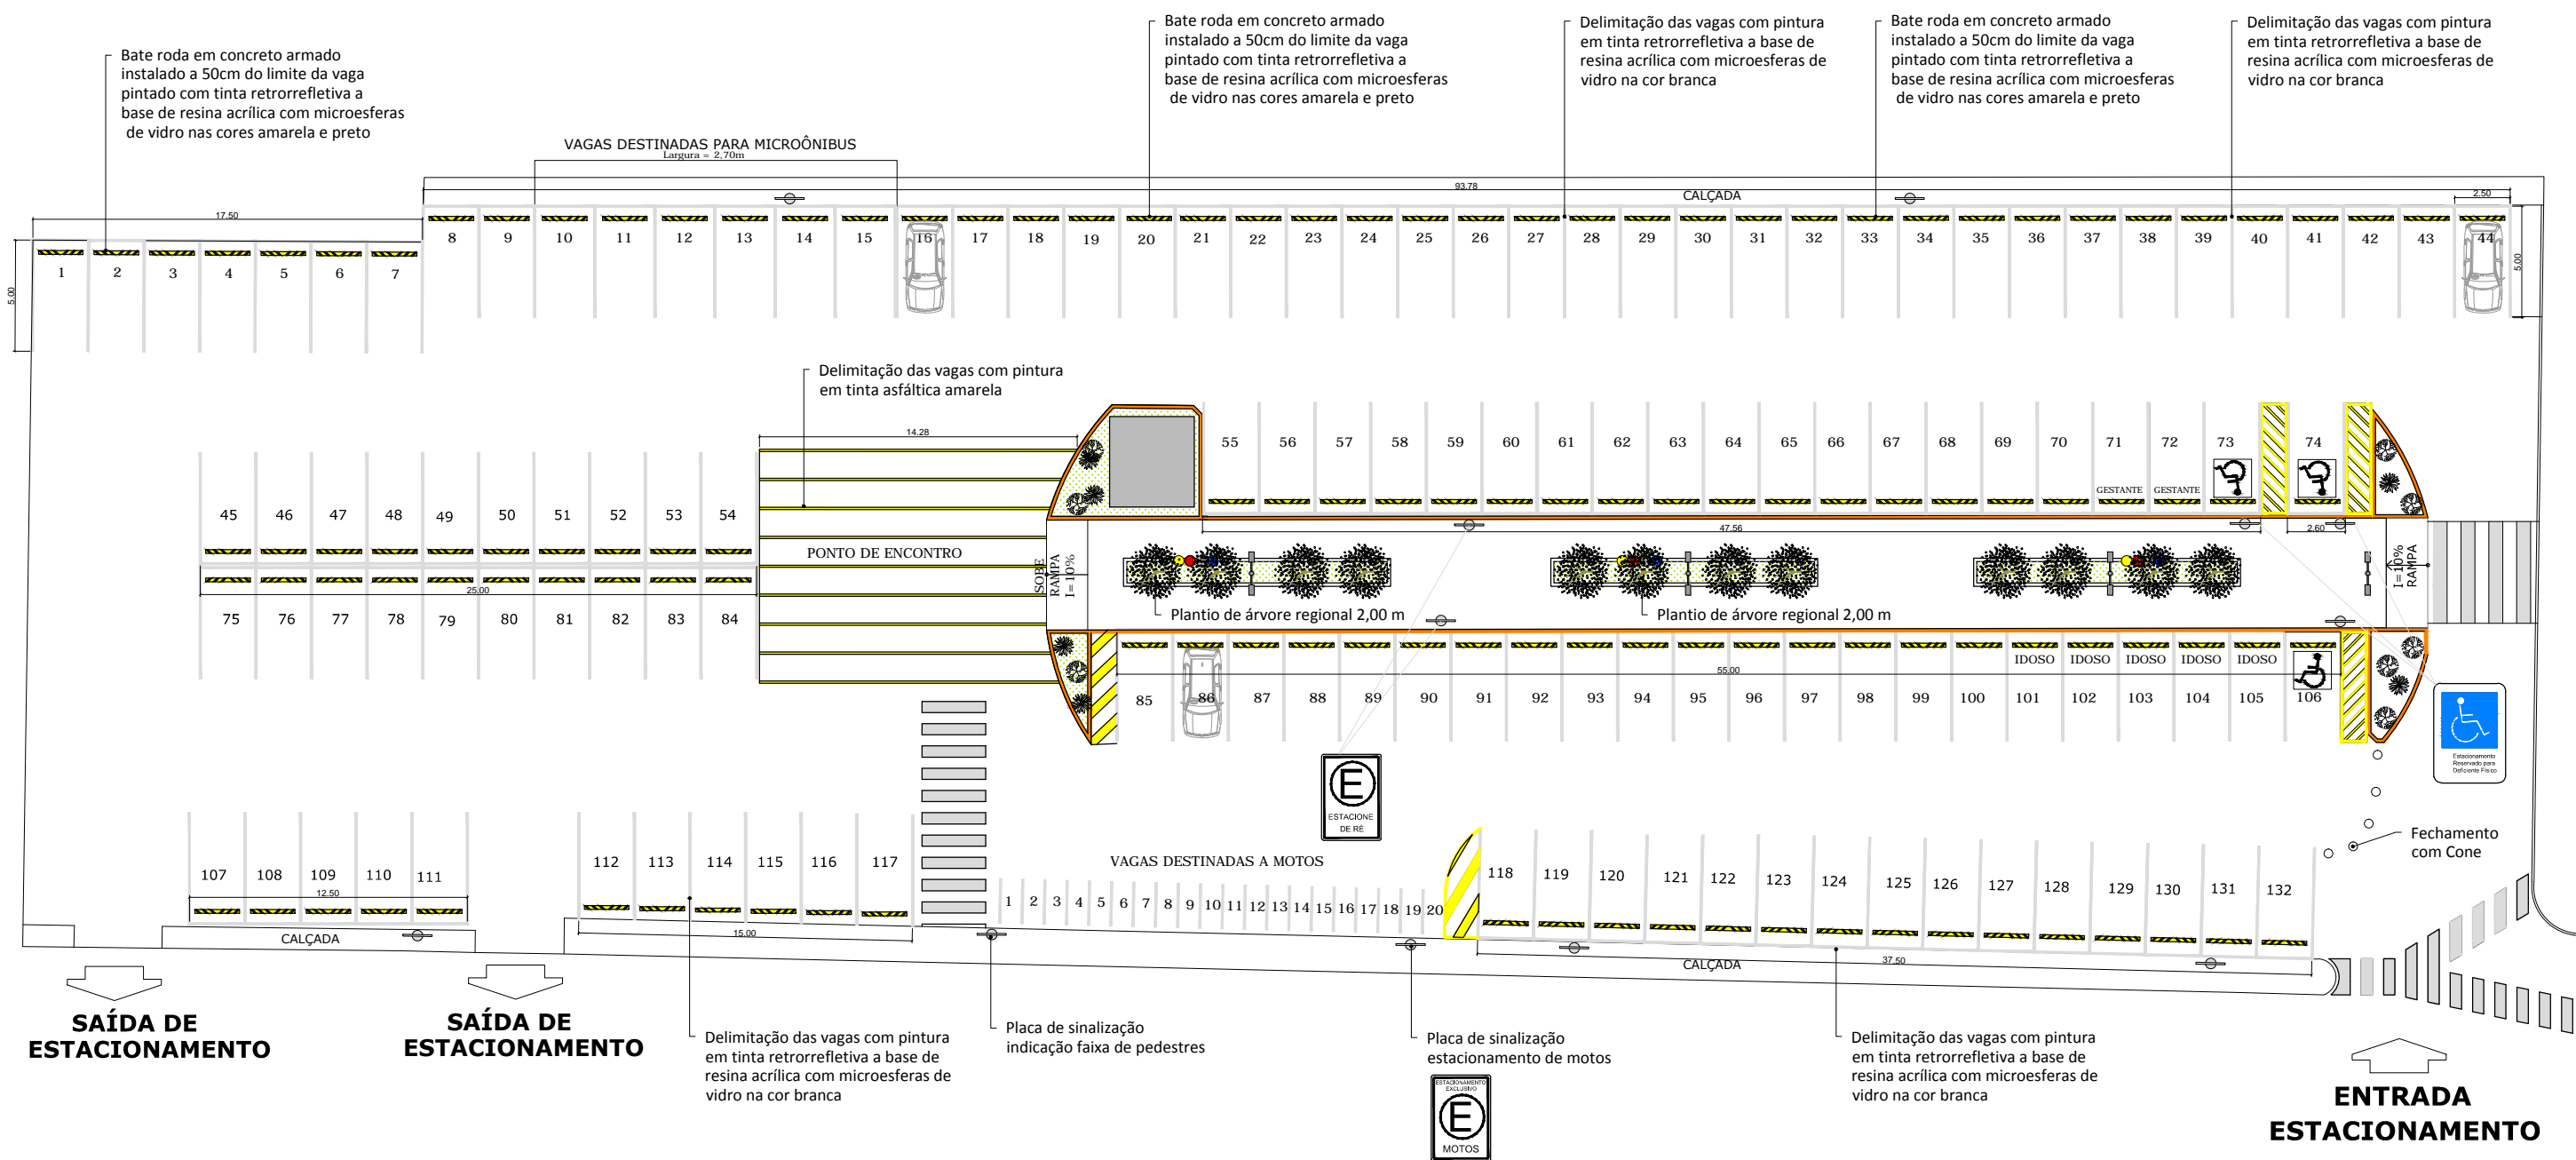 Bate roda em concreto armado
instalado a 50cm do limite da vaga
pintado com tinta retrorrefletiva a
base de resina acrílica com microesferas
de vidro nas cores amarela e preto
Bate roda em concreto armado
instalado a 50cm do limite da vaga
pintado com tinta retrorrefletiva a
base de resina acrílica com microesferas
de vidro nas cores amarela e preto
Delimitação das vagas com pintura
em tinta retrorrefletiva a base de
resina acrílica com microesferas de
vidro na cor branca
Bate roda em concreto armado
instalado a 50cm do limite da vaga
pintado com tinta retrorrefletiva a
base de resina acrílica com microesferas
de vidro nas cores amarela e preto
Delimitação das vagas com pintura
em tinta retrorrefletiva a base de
resina acrílica com microesferas de
vidro na cor branca
VAGAS DESTINADAS PARA MICROÔNIBUS
Largura = 2,70m
93.78
CALÇADA
2.50
17.50
5.00
1 2 3 4 5 6 7
8 9 10 11 12 13 14 15 16 17 18 19 20 21 22 23 24 25 26 27 28 29 30 31 32 33 34 35 36 37 38 39 40 41 42 43 44
5.00
Delimitação das vagas com pintura
em tinta asfáltica amarela
14.28
55 56 57 58 59 60 61 62 63 64 65 66 67 68 69 70 71 72 73 74
GESTANTE GESTANTE
45 46 47 48 49 50 51 52 53 54
47.56
2.60
PONTO DE ENCONTRO
SOBE
RAMPA
I=10%
I=10%
RAMPA
25.00
75 76 77 78 79 80 81 82 83 84
Plantio de árvore regional 2,00 m
Plantio de árvore regional 2,00 m
IDOSO IDOSO IDOSO IDOSO IDOSO
55.00
85 86 87 88 89 90 91 92 93 94 95 96 97 98 99 100 101 102 103 104 105 106
Estacionamento
Reservado para
Deficiente Físico
E
ESTACIONE
DE RÉ
Fechamento
com Cone
107 108 109 110 111
12.50
CALÇADA
112 113 114 115 116 117
15.00
VAGAS DESTINADAS A MOTOS
1 2 3 4 5 6 7 8 9 10 11 12 13 14 15 16 17 18 19 20
118 119 120 121 122 123 124 125 126 127 128 129 130 131 132
CALÇADA
37.50
SAÍDA DE
ESTACIONAMENTO
SAÍDA DE
ESTACIONAMENTO
Delimitação das vagas com pintura
em tinta retrorrefletiva a base de
resina acrílica com microesferas de
vidro na cor branca
Placa de sinalização
indicação faixa de pedestres
Placa de sinalização
estacionamento de motos
ESTACIONAMENTO
EXCLUSIVO
E
MOTOS
Delimitação das vagas com pintura
em tinta retrorrefletiva a base de
resina acrílica com microesferas de
vidro na cor branca
ENTRADA
ESTACIONAMENTO